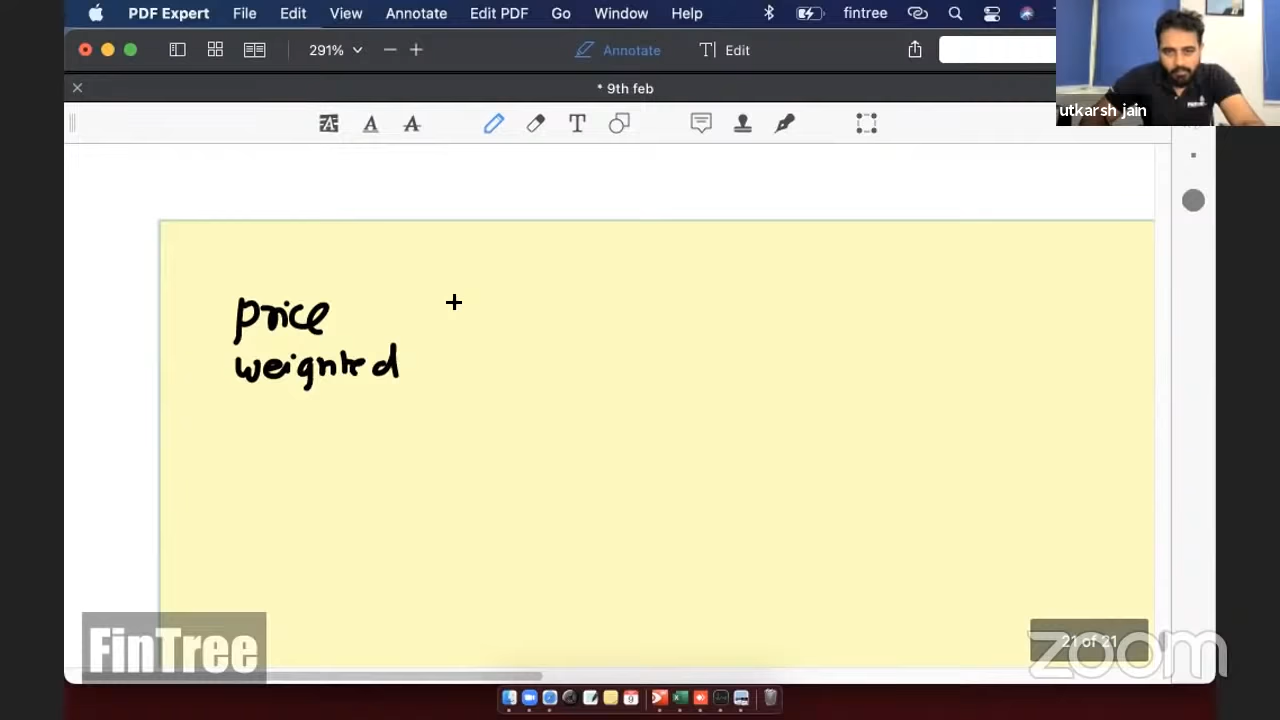 PDF Expert File Edit View Annotate Edit PDF Go Window Help fintree
291% Annotate T| Edit
* 9th feb
utkarsh jain
price
weighted
21 of 21
FinTree
zoom